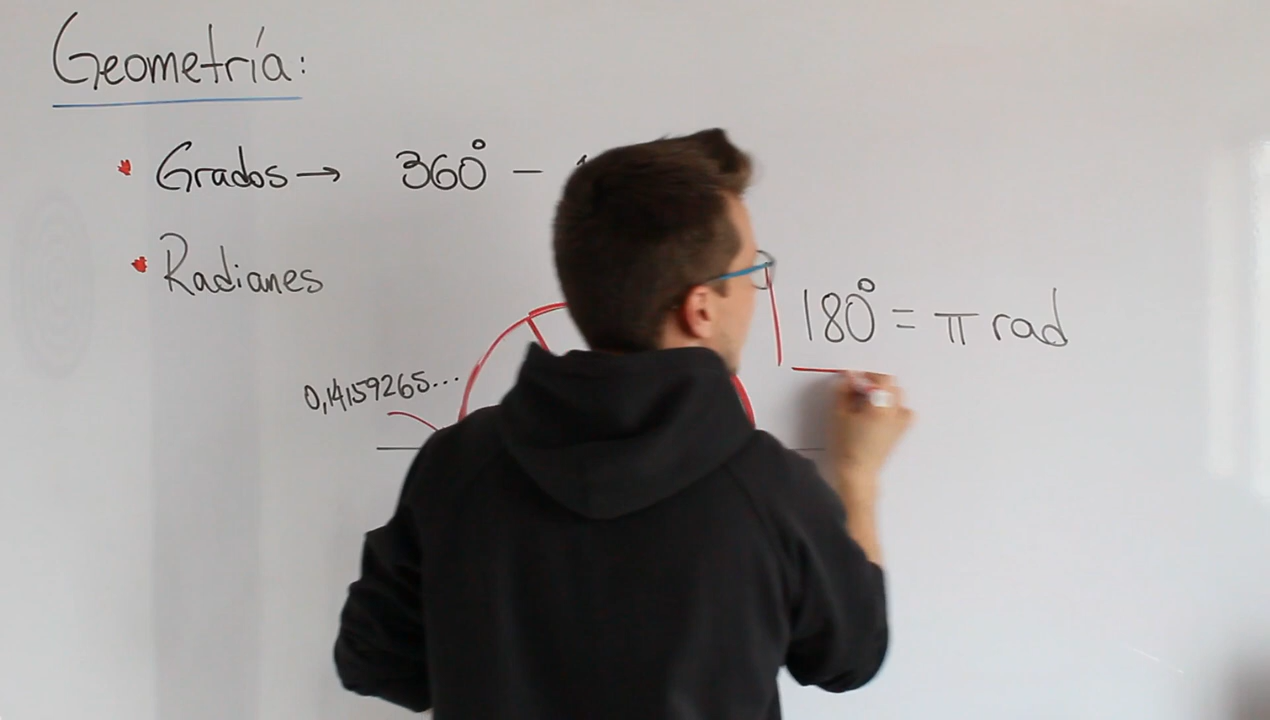 Geometría:
Grados → 360° –
Radianes
180° = π rad
0,14159265...